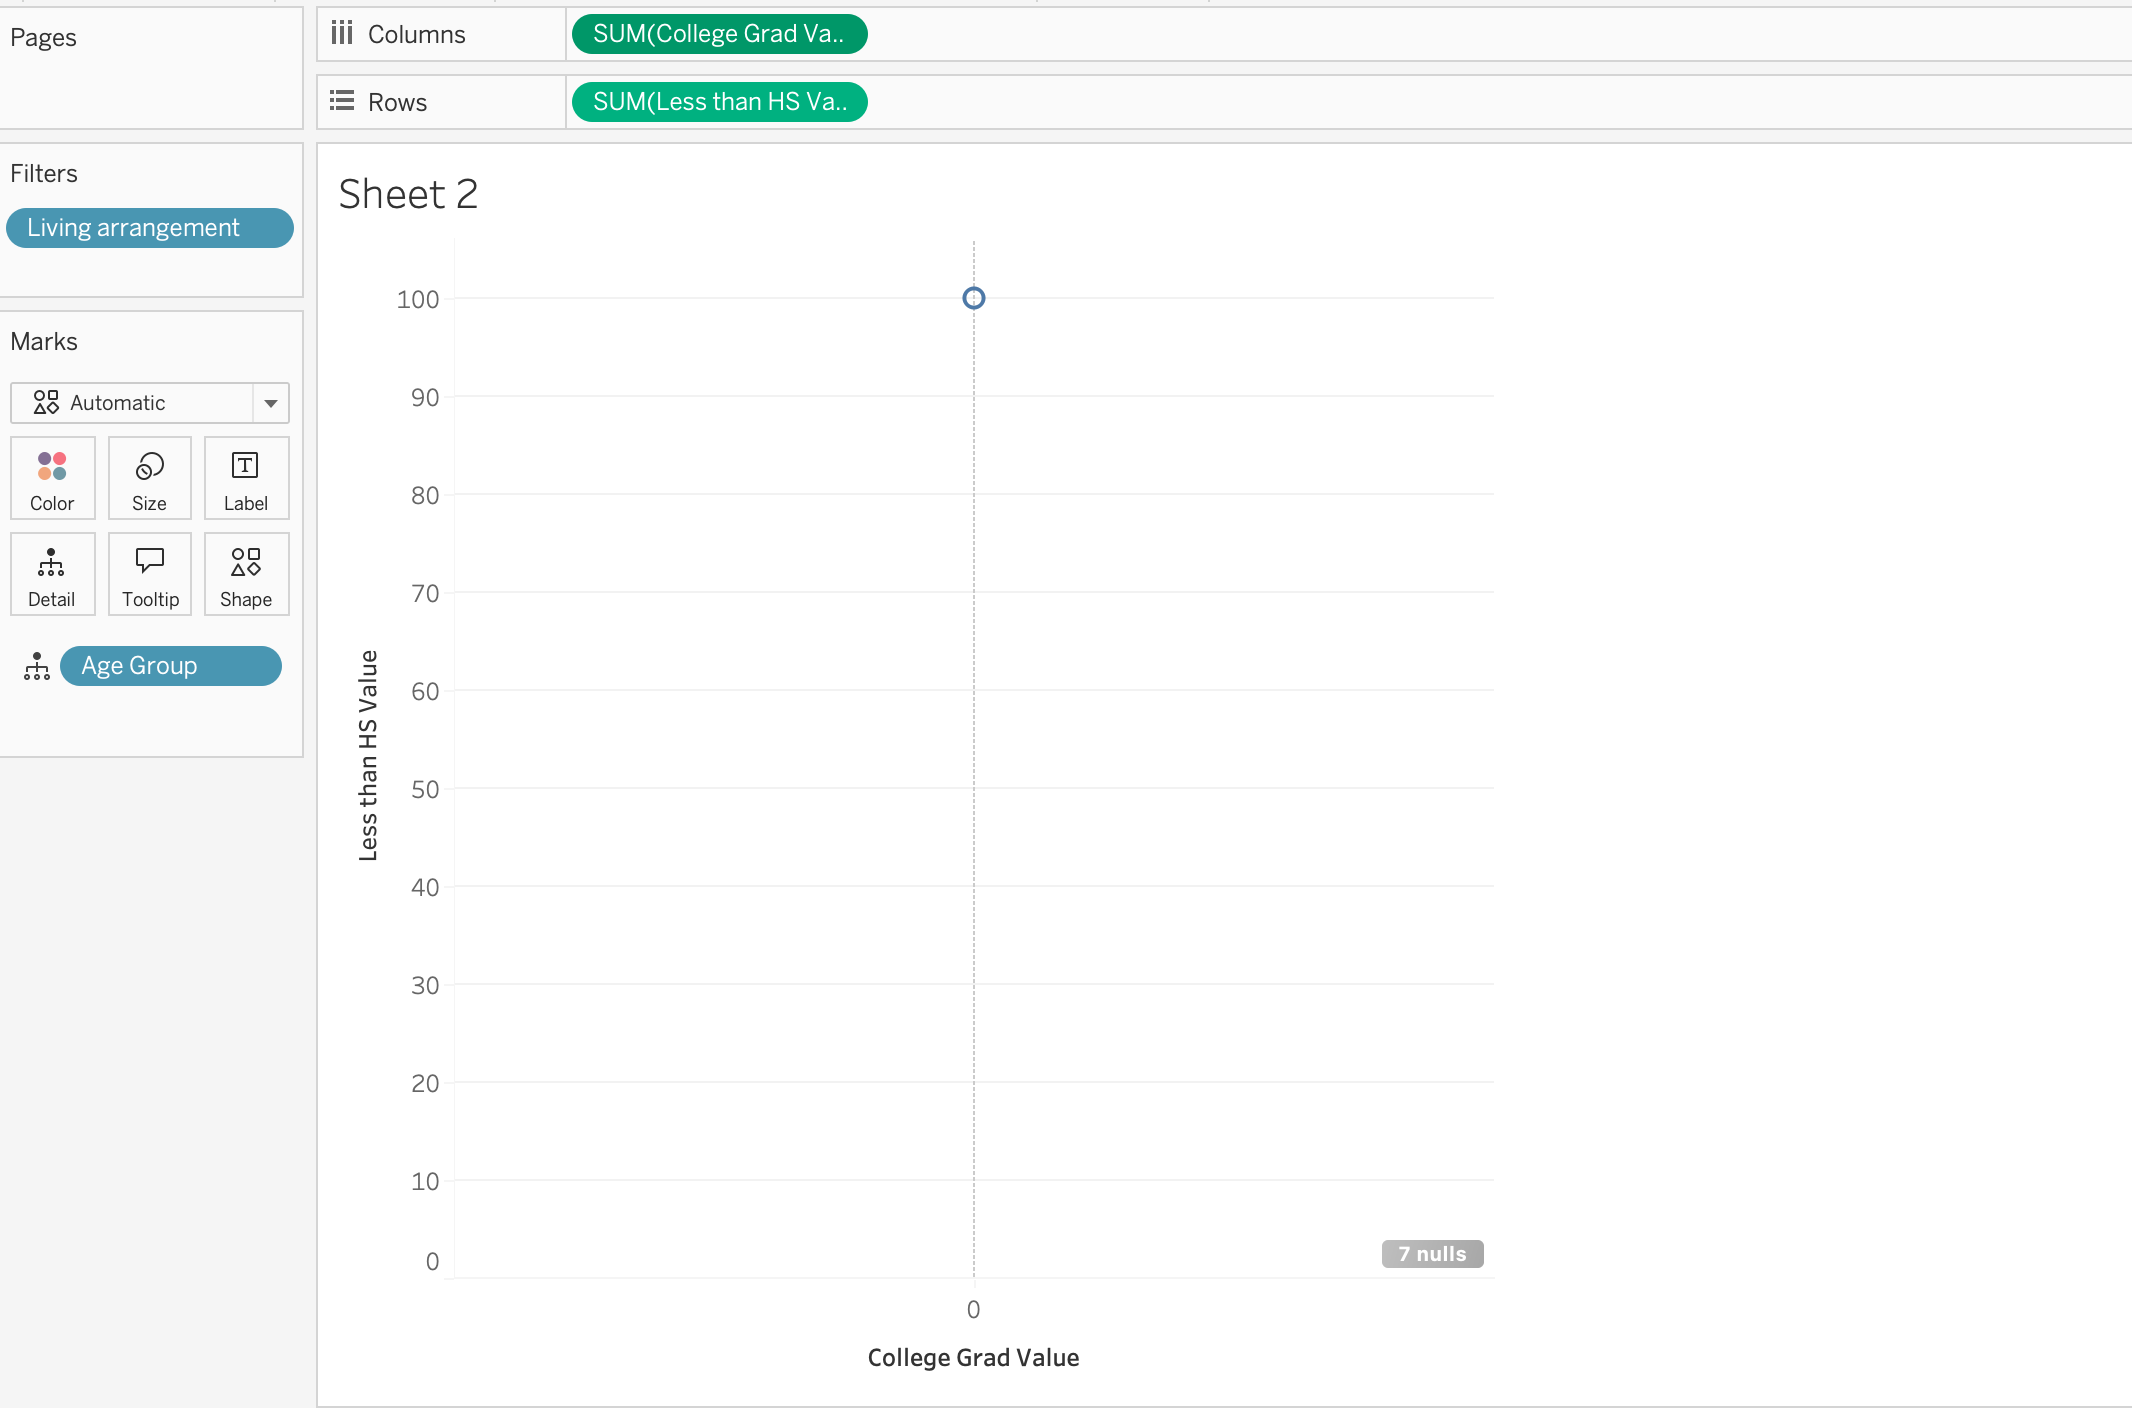 Pages
Columns
SUM(College Grad Va..
Rows
SUM(Less than HS Va..
Filters
Living arrangement
Marks
Automatic
Color
Size
Label
Detail
Tooltip
Shape
Age Group
Sheet 2
100
90
80
70
60
50
40
30
20
10
0
Less than HS Value
7 nulls
0
College Grad Value